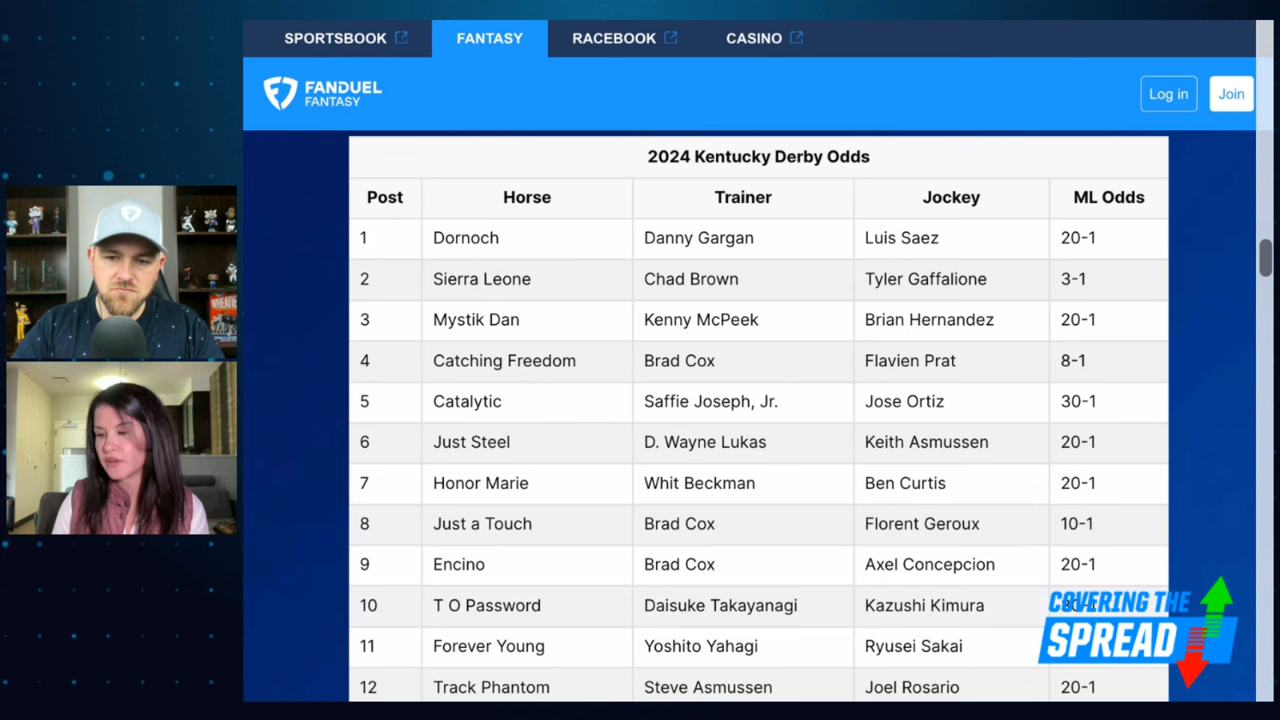 SPORTSBOOK FANTASY RACEBOOK CASINO
FANDUEL
FANTASY
Log in Join
2024 Kentucky Derby Odds
Post Horse Trainer Jockey ML Odds
1 Dornoch Danny Gargan Luis Saez 20-1
2 Sierra Leone Chad Brown Tyler Gaffalione 3-1
3 Mystik Dan Kenny McPeek Brian Hernandez 20-1
4 Catching Freedom Brad Cox Flavien Prat 8-1
5 Catalytic Saffie Joseph, Jr. Jose Ortiz 30-1
6 Just Steel D. Wayne Lukas Keith Asmussen 20-1
7 Honor Marie Whit Beckman Ben Curtis 20-1
8 Just a Touch Brad Cox Florent Geroux 10-1
9 Encino Brad Cox Axel Concepcion 20-1
10 T O Password Daisuke Takayanagi Kazushi Kimura
11 Forever Young Yoshito Yahagi Ryusei Sakai
12 Track Phantom Steve Asmussen Joel Rosario 20-1
COVERING THE
SPREAD
WHEATIES